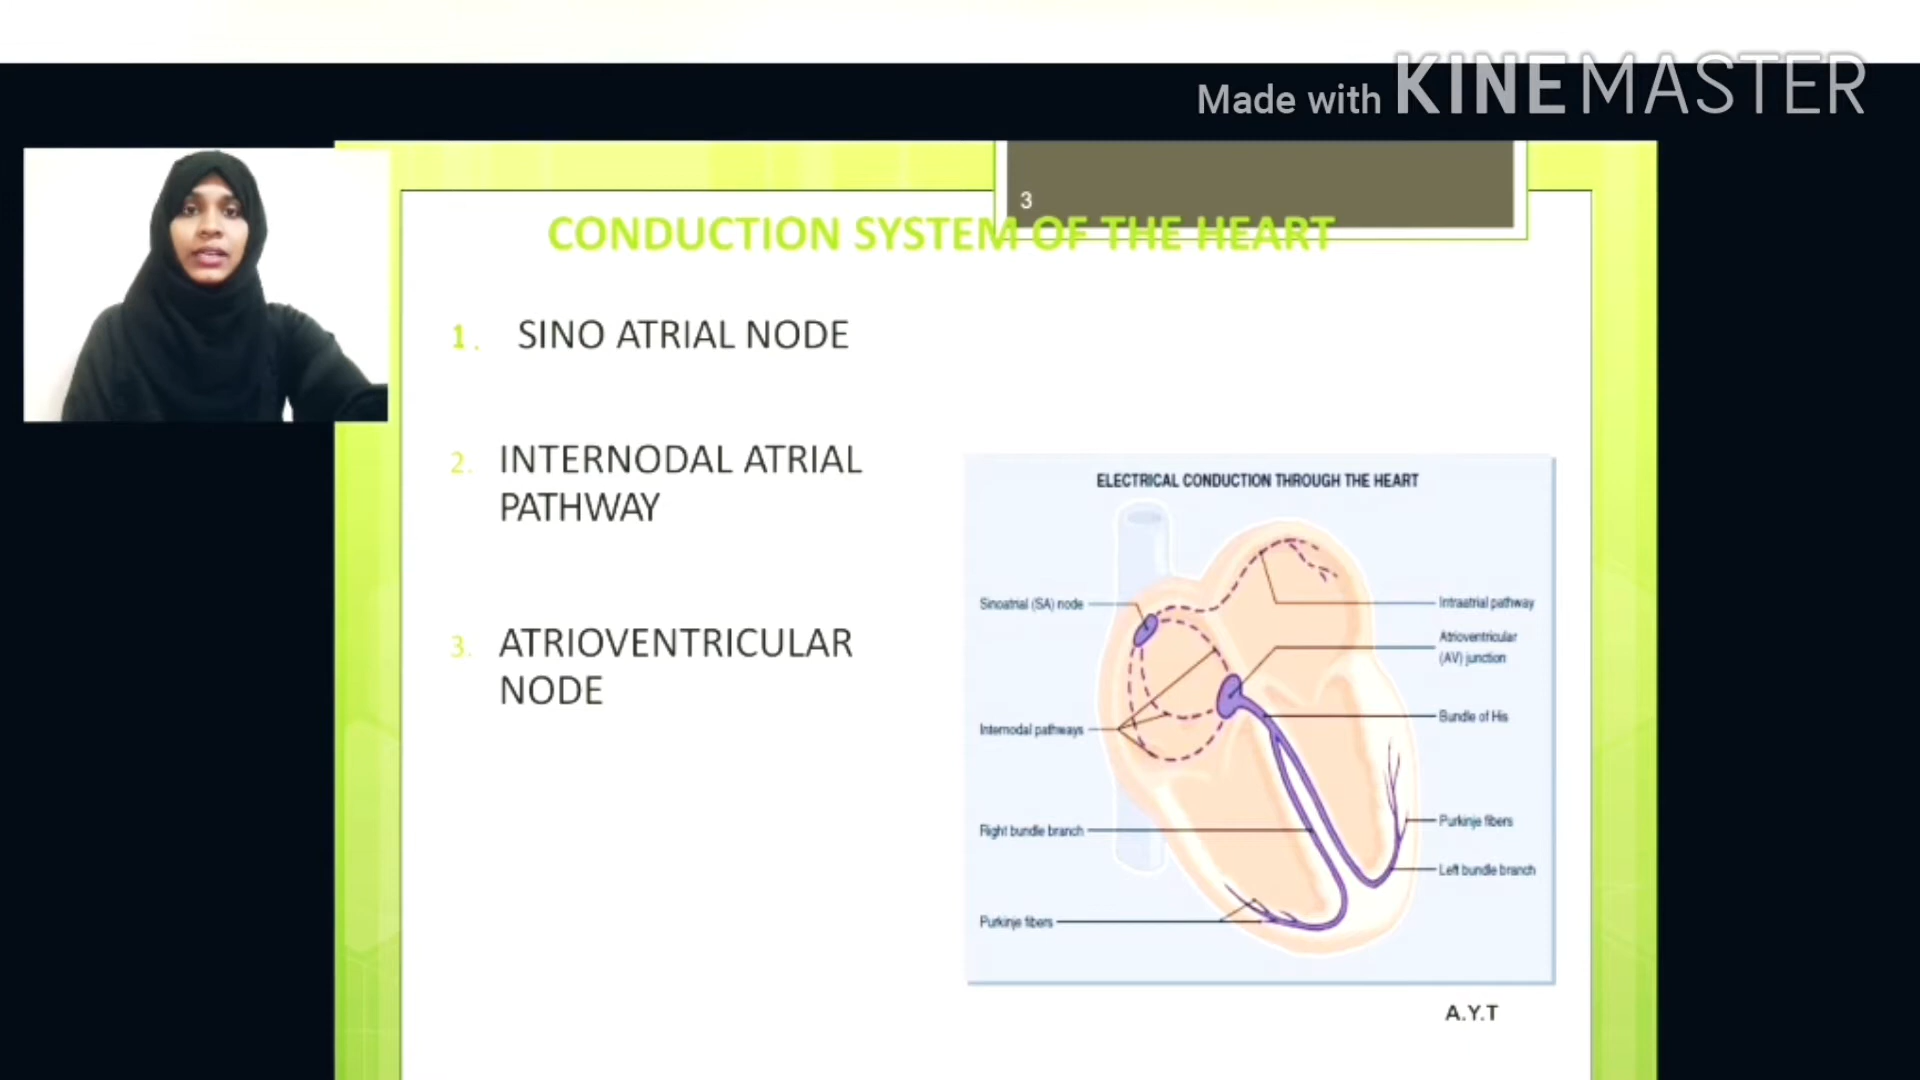 Made with KINEMASTER
3
CONDUCTION SYSTEM OF THE HEART
1. SINO ATRIAL NODE
2. INTERNODAL ATRIAL
PATHWAY
3. ATRIOVENTRICULAR
NODE
ELECTRICAL CONDUCTION THROUGH THE HEART
Sinoatrial (SA) node
Internodal pathways
Right bundle branch
Purkinje fibers
Intraatrial pathway
Atrioventricular
(AV) junction
Bundle of His
Purkinje fibers
Left bundle branch
A.Y.T